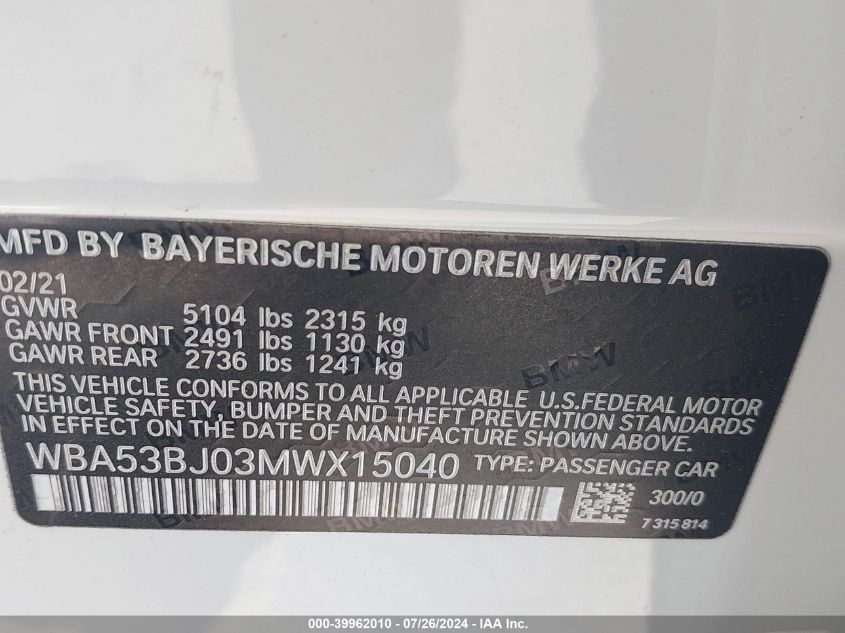 MFD BY BAYERISCHE MOTOREN WERKE AG
02/21
GVWR 5104 lbs 2315 kg
GAWR FRONT 2491 lbs 1130 kg
GAWR REAR 2736 lbs 1241 kg
THIS VEHICLE CONFORMS TO ALL APPLICABLE U.S.FEDERAL MOTOR
VEHICLE SAFETY, BUMPER AND THEFT PREVENTION STANDARDS
IN EFFECT ON THE DATE OF MANUFACTURE SHOWN ABOVE.
WBA53BJ03MWX15040 TYPE: PASSENGER CAR
300/0
7 315 814
000-39962010 - 07/26/2024 - IAA Inc.